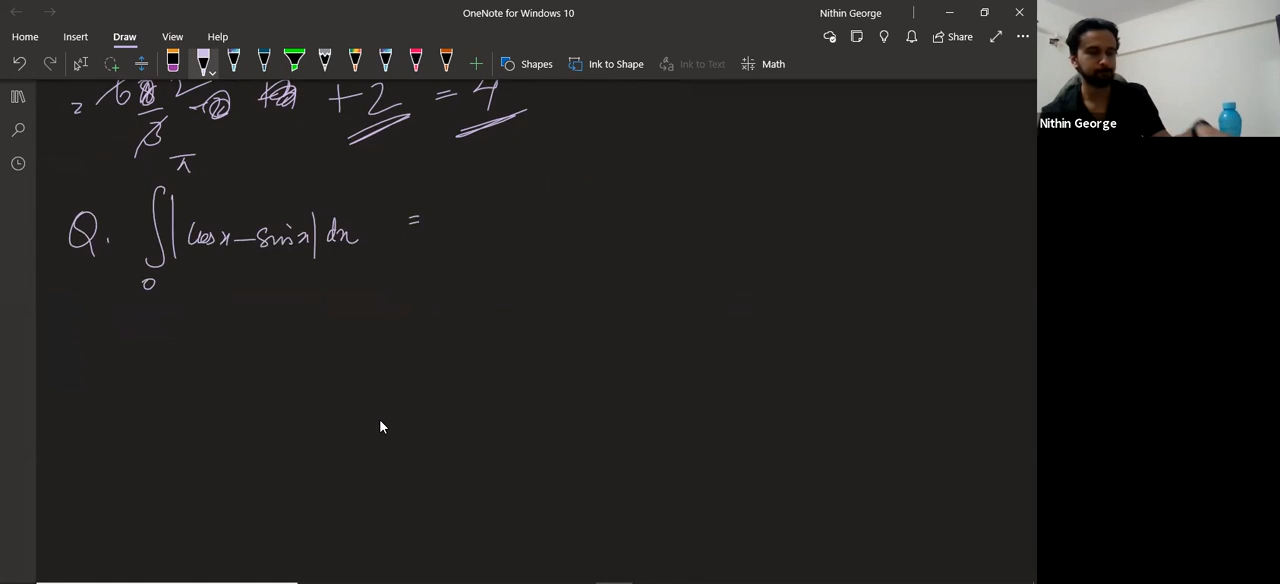 OneNote for Windows 10
Nithin George
Home Insert Draw View Help
Share
Shapes Ink to Shape Ink to Text Math
+ 2 = 4
π
Q. ∫ | cos x – sin x | dx =
0
Nithin George